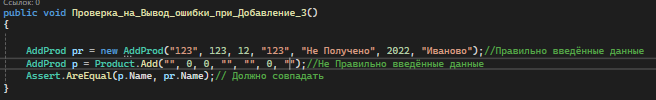 Ссылок: 0
public void Проверка_на_Вывод_ошибки_при_Добавление_3()
{
AddProd pr = new AddProd("123", 123, 12, "123", "Не Получено", 2022, "Иваново");//Правильно введённые данные
AddProd p = Product.Add("", 0, 0, "", "", 0, "");//Не Правильно введённые данные
Assert.AreEqual(p.Name, pr.Name);// Должно совпадать
}